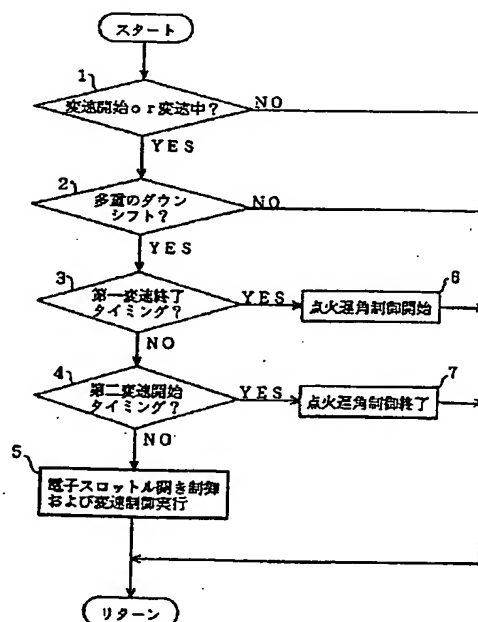 スタート
1
変速開始or変速中?
NO
YES
2
多重のダウン
シフト?
NO
YES
3
第一変速終了
タイミング?
YES
6
点火遅角制御開始
NO
4
第二変速開始
タイミング?
YES
7
点火遅角制御終了
NO
5
電子スロットル開き制御
および変速制御実行
リターン